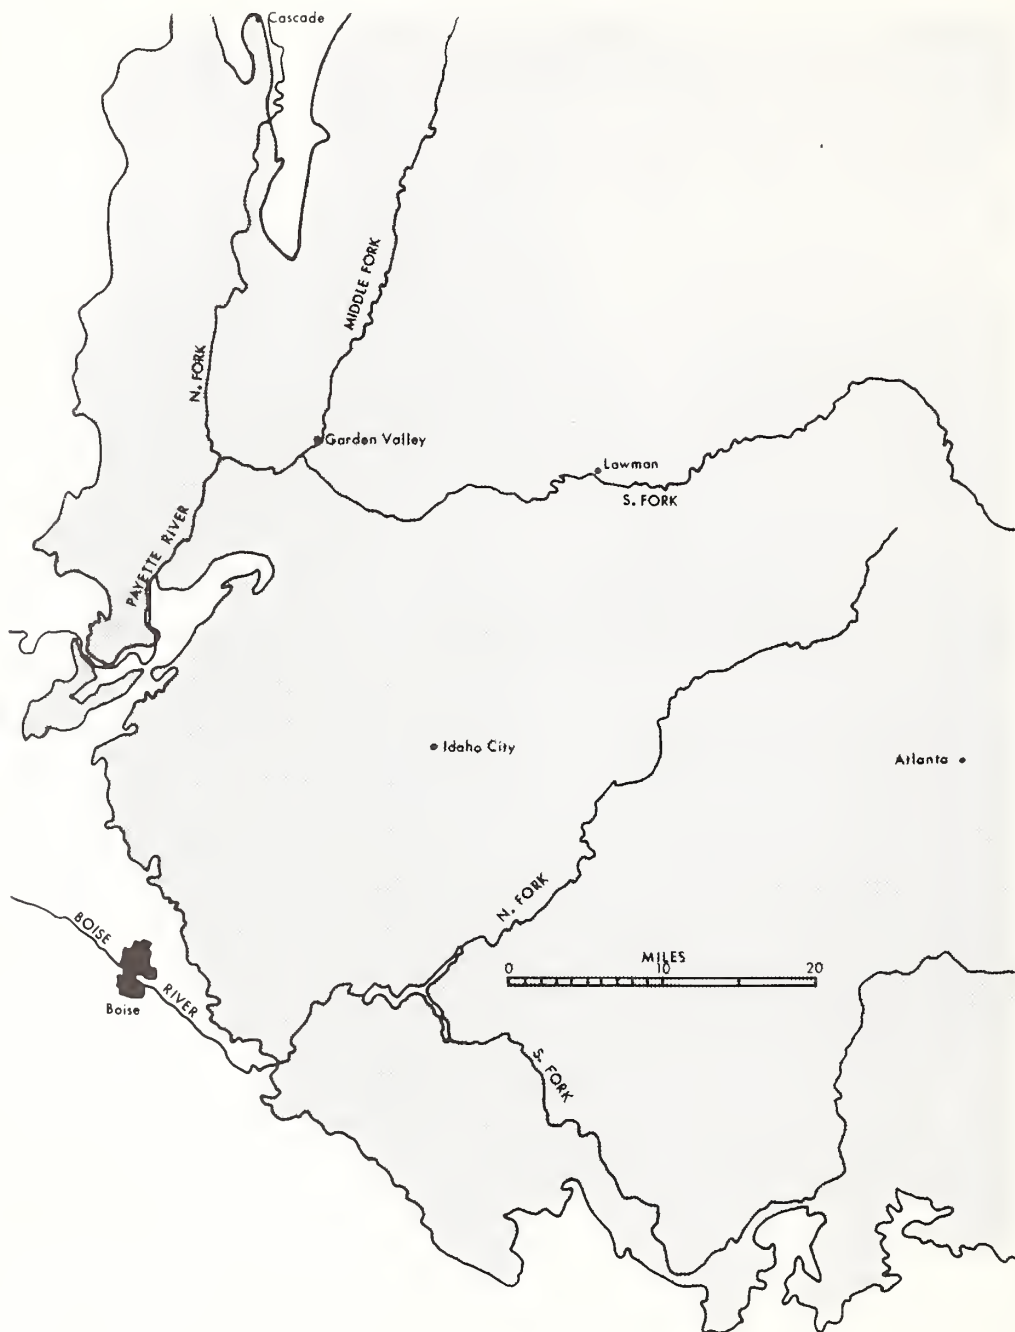 Cascade
MIDDLE FORK
N. FORK
Garden Valley
Lowman
S. FORK
PAYETTE RIVER
Idaho City
Atlanta
N. FORK
BOISE
MILES
0 10 20
RIVER
Boise
S. FORK